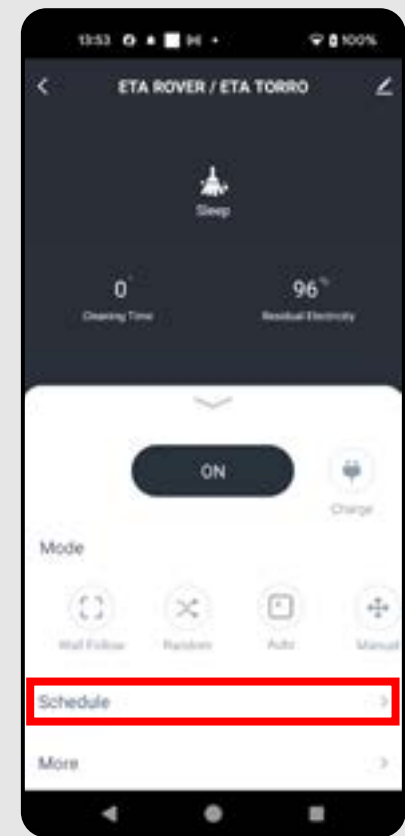 13:53 100%
ETA ROVER / ETA TORRO
Sleep
0 96
Cleaning Time Residual Electricity
ON
Charge
Mode
Wall Follow Random Auto Manual
Schedule
More